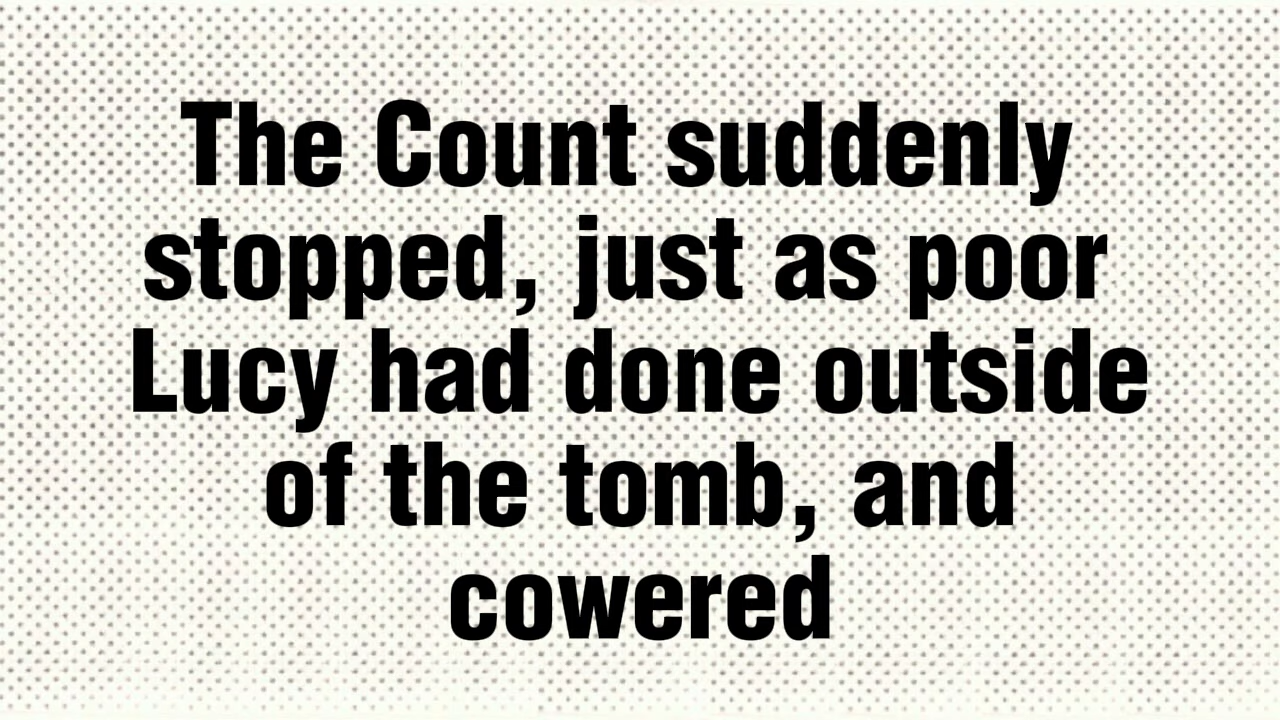 The Count suddenly
stopped, just as poor
Lucy had done outside
of the tomb, and
cowered